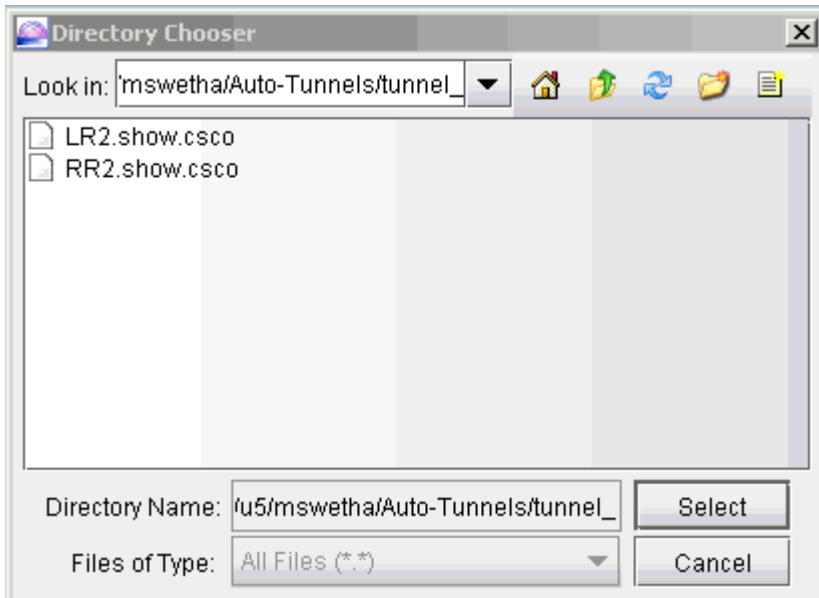 Directory Chooser
Look in: /mswetha/Auto-Tunnels/tunnel_
LR2.show.csco
RR2.show.csco
Directory Name: /u5/mswetha/Auto-Tunnels/tunnel_ Select
Files of Type: All Files (*.*) Cancel